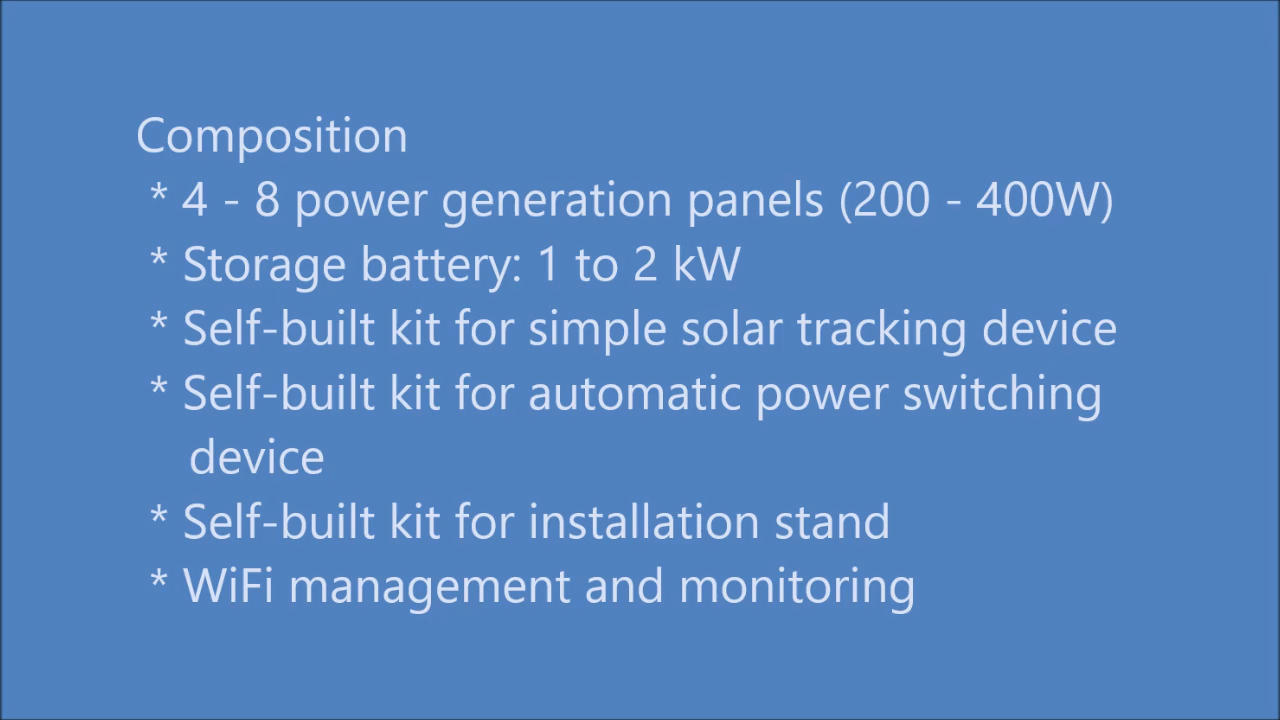 Composition
* 4 - 8 power generation panels (200 - 400W)
* Storage battery: 1 to 2 kW
* Self-built kit for simple solar tracking device
* Self-built kit for automatic power switching
device
* Self-built kit for installation stand
* WiFi management and monitoring